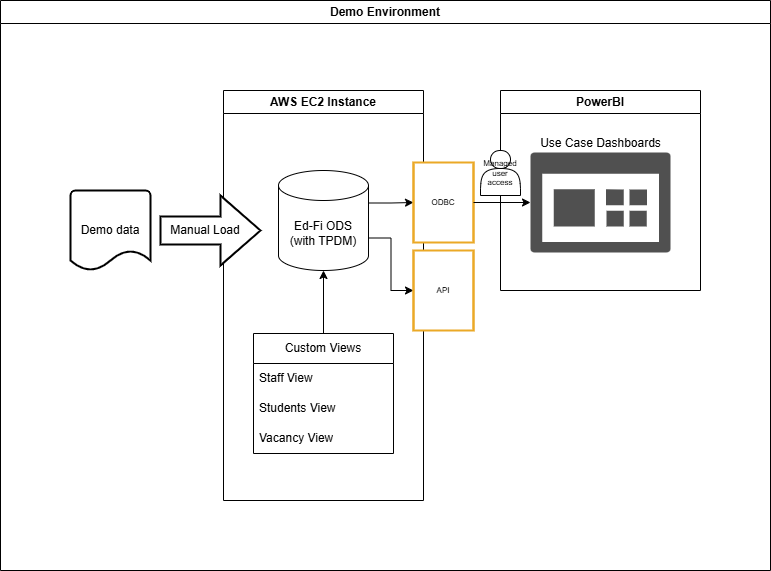 Demo Environment
AWS EC2 Instance
PowerBI
Use Case Dashboards
Managed
user
access
Demo data
Manual Load
Ed-Fi ODS
(with TPDM)
ODBC
API
Custom Views
Staff View
Students View
Vacancy View